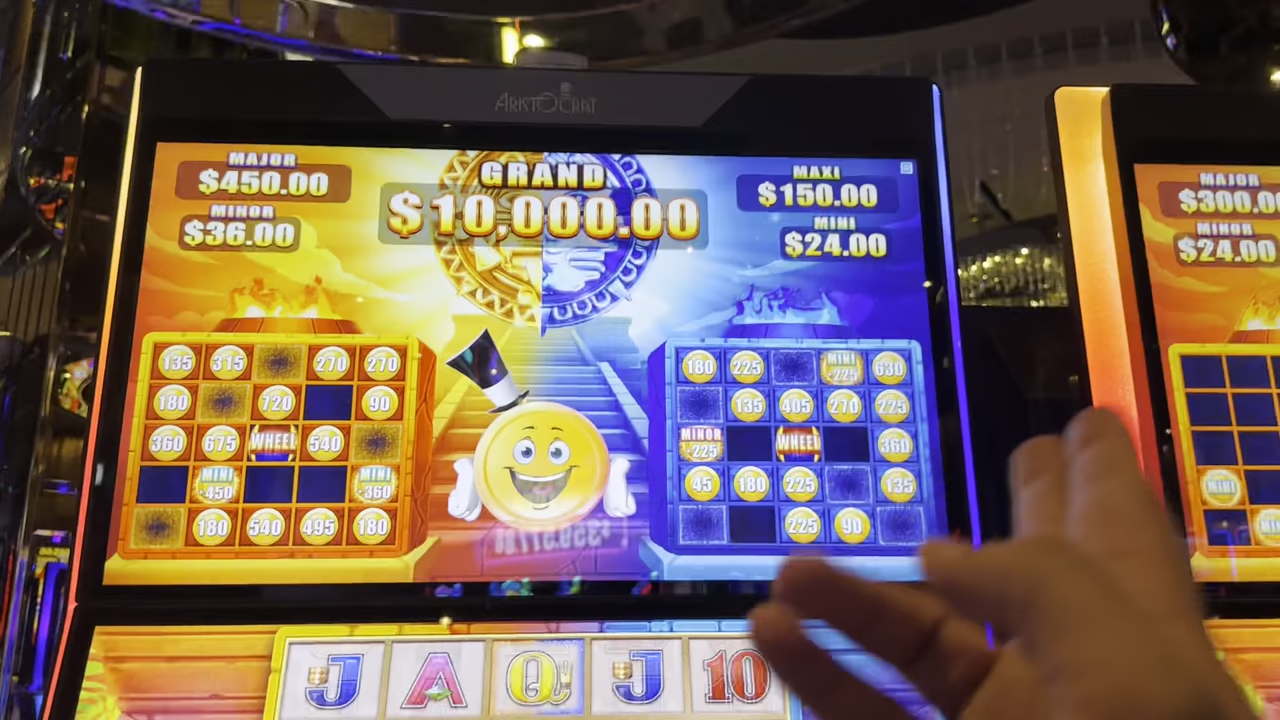 ARISTOCRAT
MAJOR
$450.00
MINOR
$36.00
GRAND
$10,000.00
MAXI
$150.00
MINI
$24.00
MAJOR
$300.0
MINOR
$24.00
135 315 270 270
180 720 90
360 675 WHEEL 540
MINI 450 MINI 360
180 540 495 180
180 225 MINI 225 630
135 405 270 225
MINOR 225 WHEEL 360
45 180 225 135
225 90
MINI
J A Q J 10